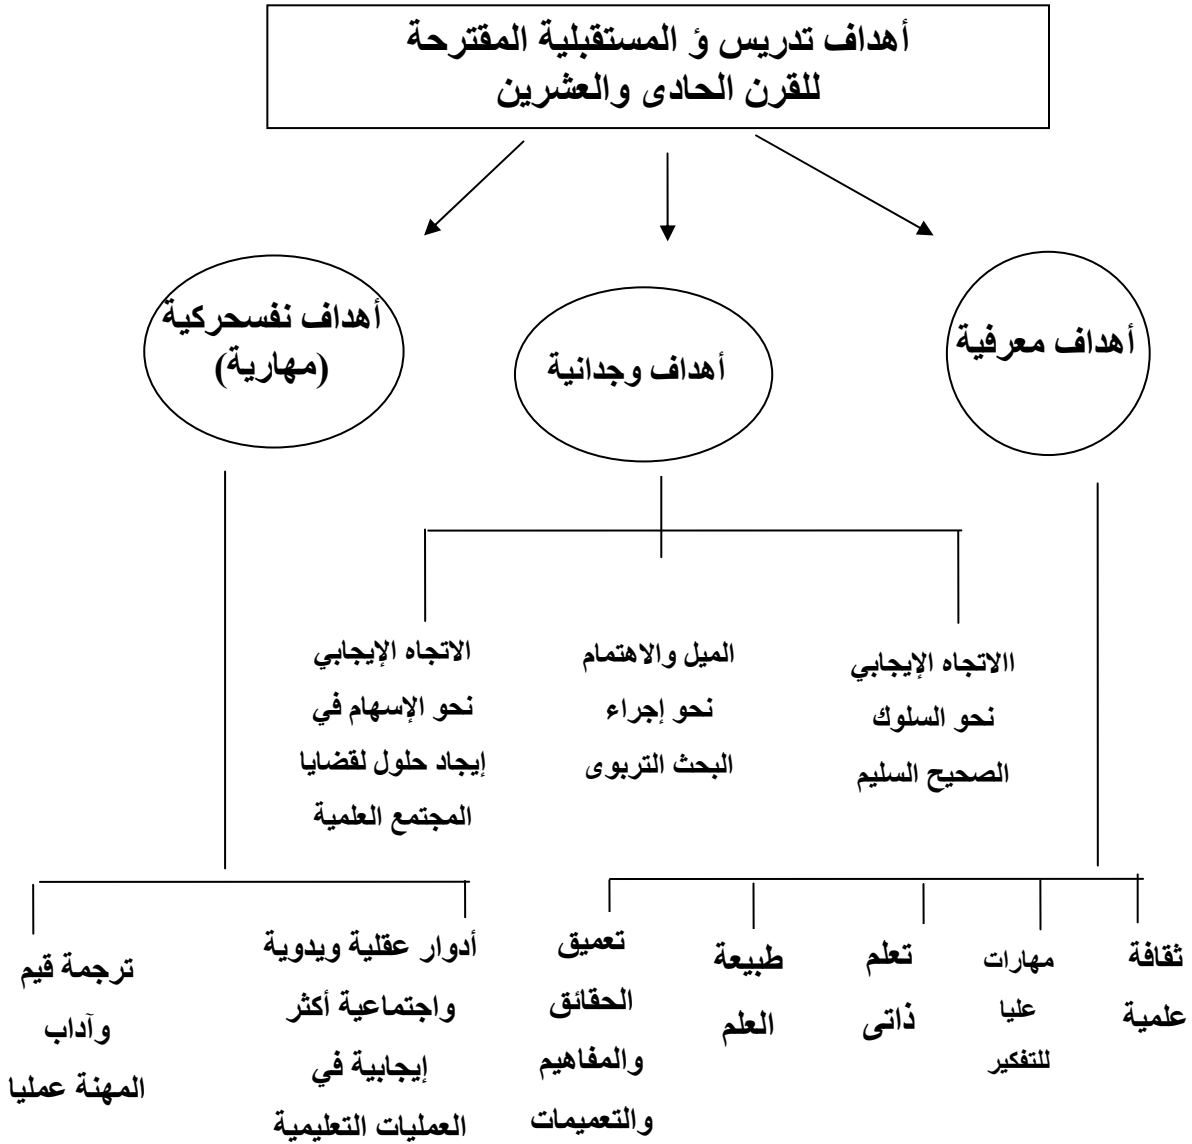 أهداف تدريس ؤ المستقبلية المقترحة
للقرن الحادى والعشرين
أهداف معرفية
أهداف وجدانية
أهداف نفسحركية
(مهارية)
االاتجاه الإيجابي
نحو السلوك
الصحيح السليم
الميل والاهتمام
نحو إجراء
البحث التربوى
الاتجاه الإيجابي
نحو الإسهام في
إيجاد حلول لقضايا
المجتمع العلمية
ثقافة
علمية
مهارات
عليا
للتفكير
تعلم
ذاتى
طبيعة
العلم
تعميق
الحقائق
والمفاهيم
والتعميمات
أدوار عقلية ويدوية
واجتماعية أكثر
إيجابية في
العمليات التعليمية
ترجمة قيم
وآداب
المهنة عمليا